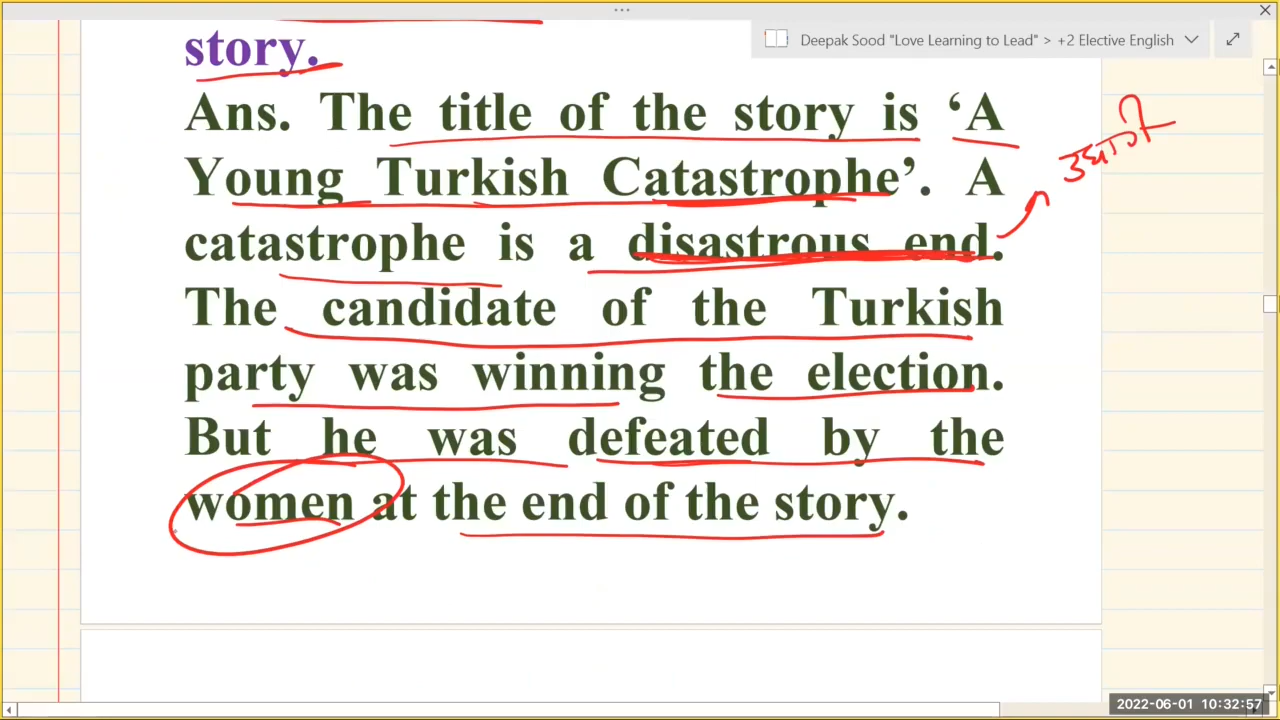 Deepak Sood "Love Learning to Lead" > +2 Elective English
story.
Ans. The title of the story is ‘A
Young Turkish Catastrophe’. A
catastrophe is a disastrous end.
The candidate of the Turkish
party was winning the election.
But he was defeated by the
women at the end of the story.
2022-06-01 10:32:57